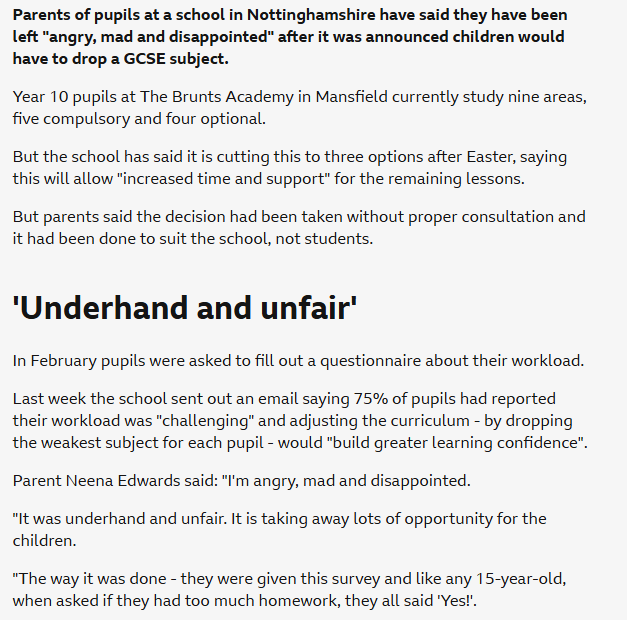 Parents of pupils at a school in Nottinghamshire have said they have been
left "angry, mad and disappointed" after it was announced children would
have to drop a GCSE subject.
Year 10 pupils at The Brunts Academy in Mansfield currently study nine areas,
five compulsory and four optional.
But the school has said it is cutting this to three options after Easter, saying
this will allow "increased time and support" for the remaining lessons.
But parents said the decision had been taken without proper consultation and
it had been done to suit the school, not students.
'Underhand and unfair'
In February pupils were asked to fill out a questionnaire about their workload.
Last week the school sent out an email saying 75% of pupils had reported
their workload was "challenging" and adjusting the curriculum - by dropping
the weakest subject for each pupil - would "build greater learning confidence".
Parent Neena Edwards said: "I'm angry, mad and disappointed.
"It was underhand and unfair. It is taking away lots of opportunity for the
children.
"The way it was done - they were given this survey and like any 15-year-old,
when asked if they had too much homework, they all said 'Yes!'.